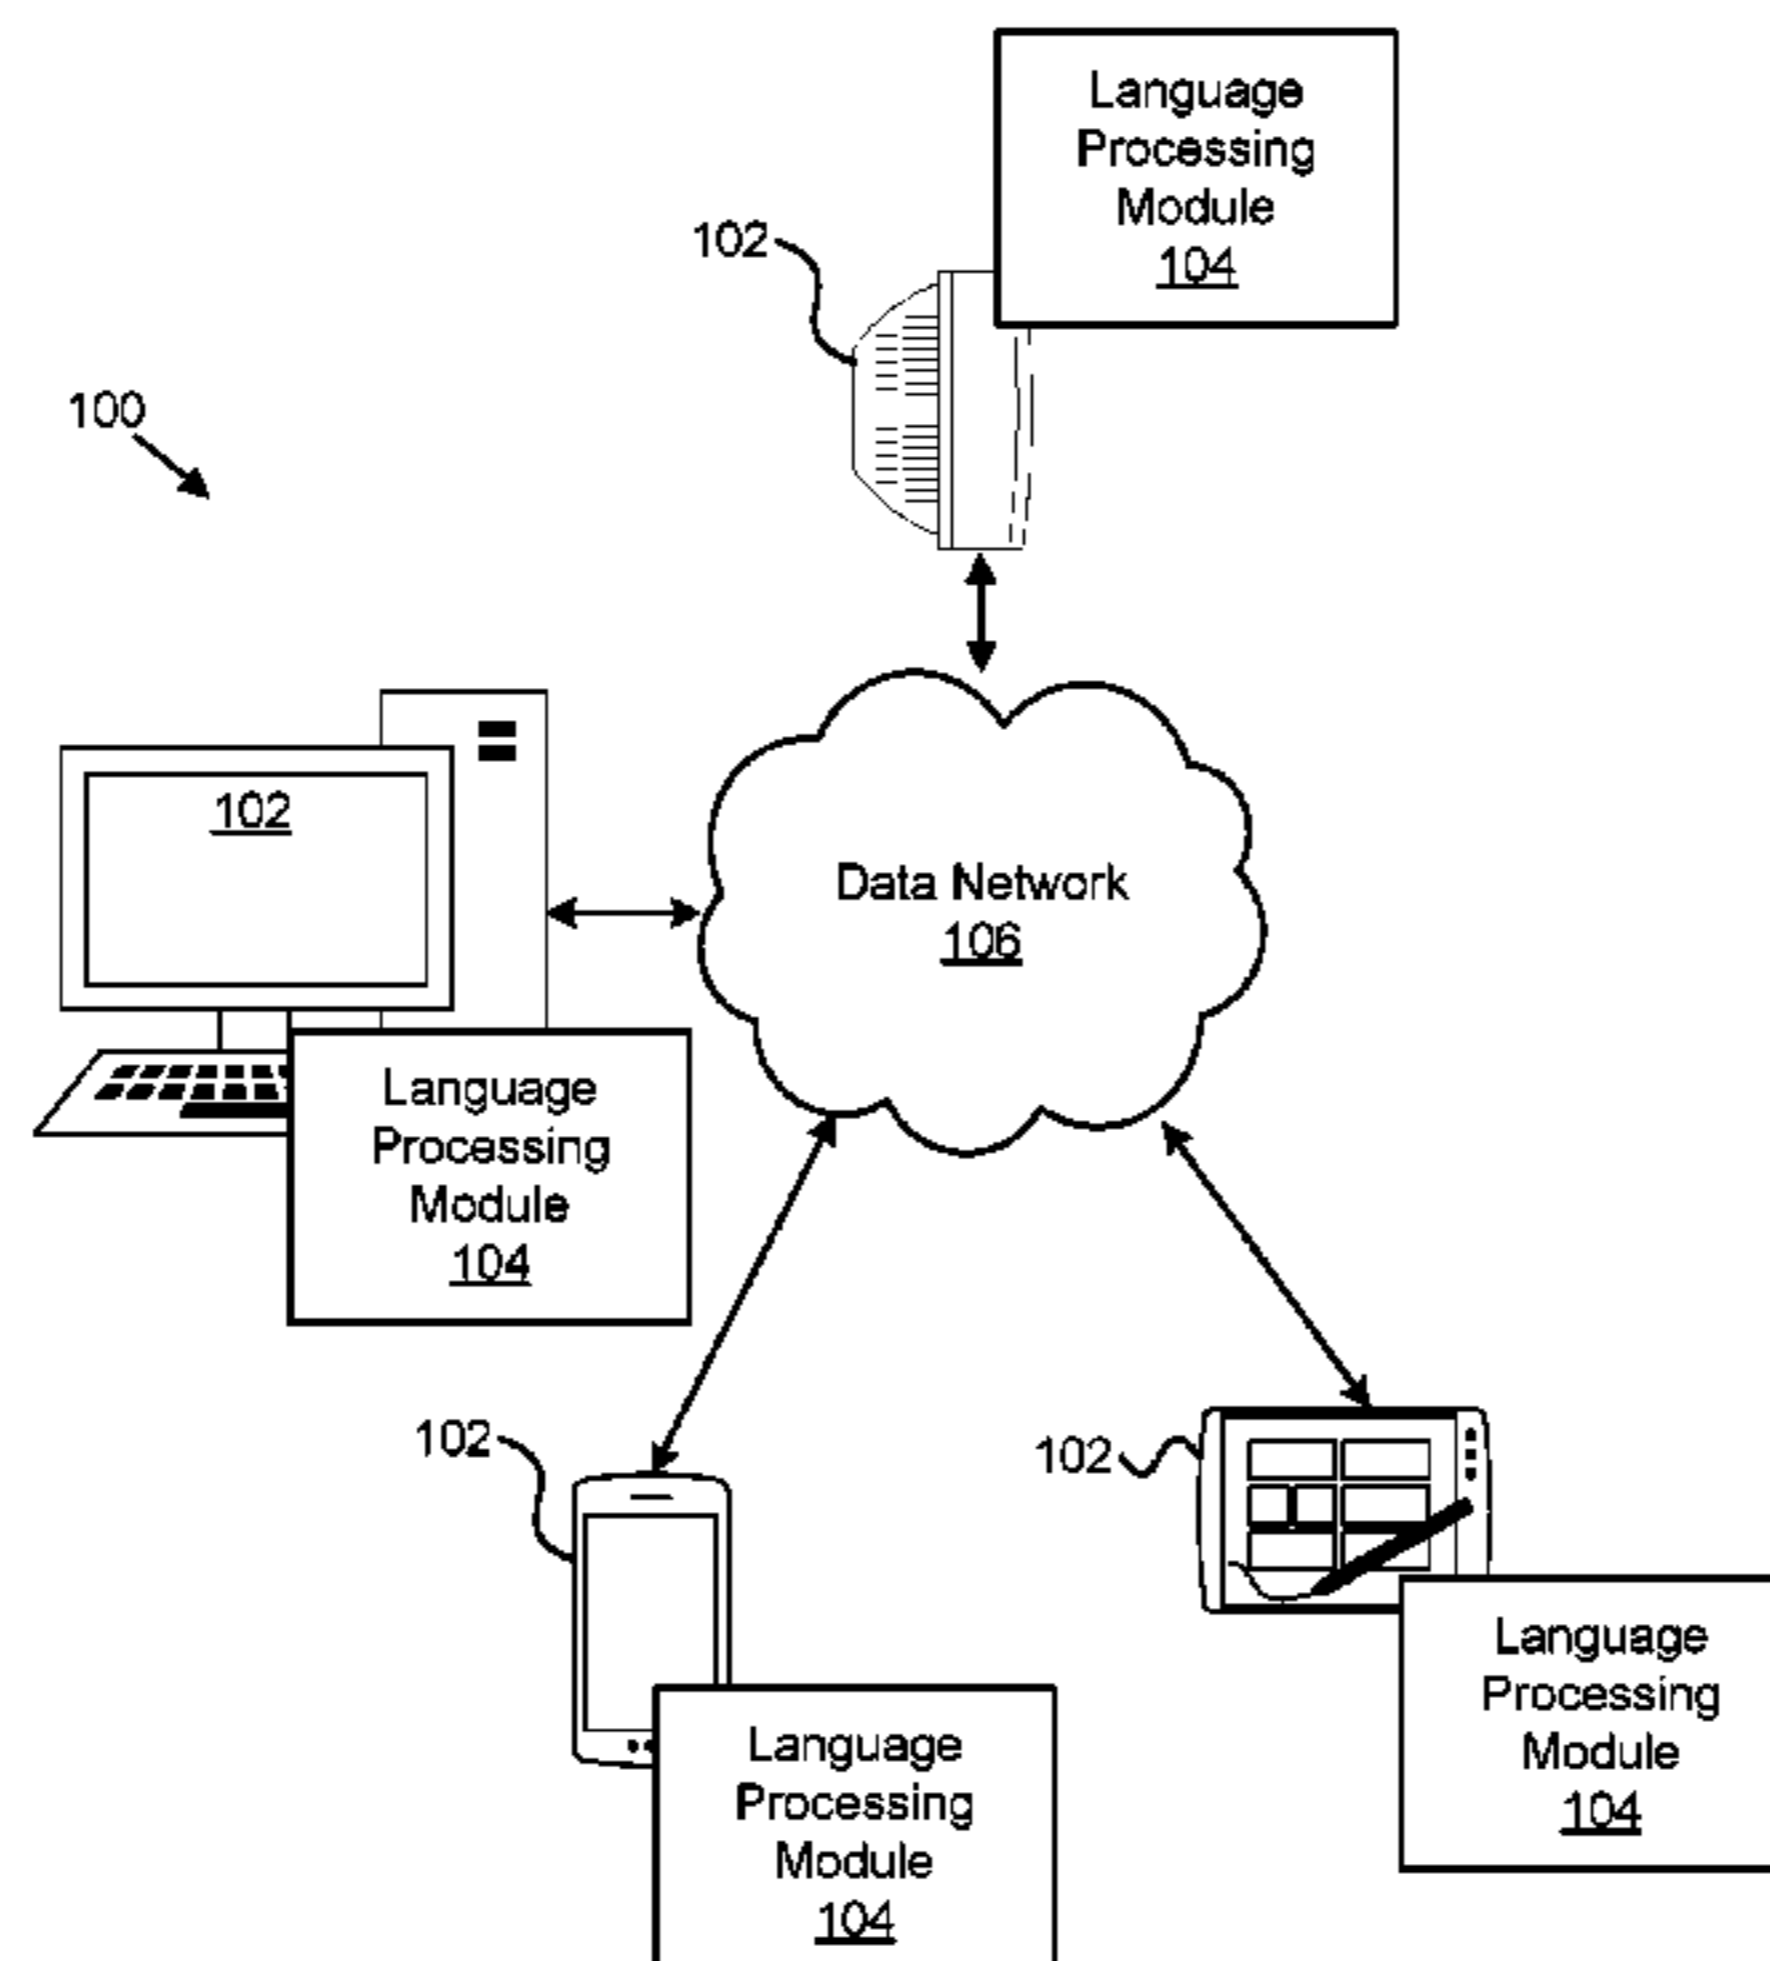 Language
Processing
Module
104
102
100
102
Data Network
106
Language
Processing
Module
104
102
102
Language
Processing
Module
104
Language
Processing
Module
104